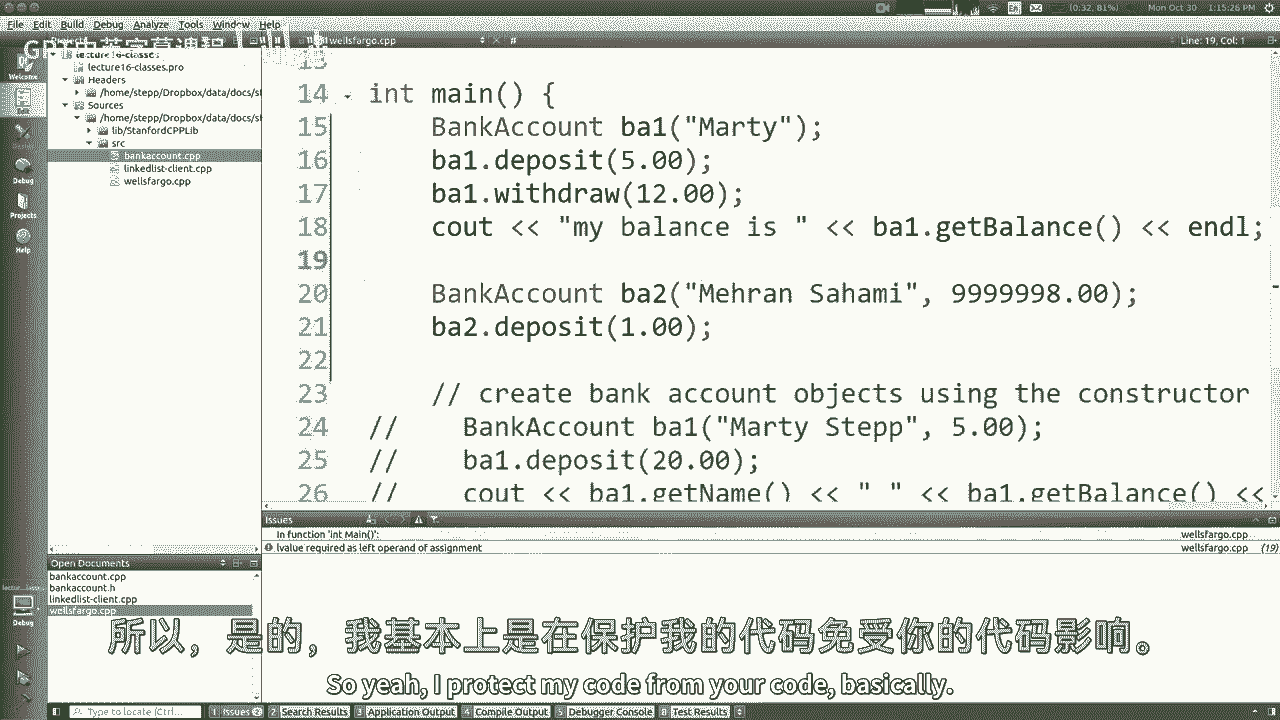 File Edit Build Debug Analyze Tools Window Help
(0:32, 81%) Mon Oct 30 1:15:26 PM
GPT中英字幕课程
wellsfargo.cpp
Line: 19, Col: 1
Welcome
lecture16-classes
lecture16-classes.pro
Headers
/home/stepp/Dropbox/data/docs/st
Sources
/home/stepp/Dropbox/data/docs/st
lib/StanfordCPPLib
src
bankaccount.cpp
linkedlist-client.cpp
wellsfargo.cpp
Debug
Projects
Help
13
14 int main() {
15 BankAccount ba1("Marty");
16 ba1.deposit(5.00);
17 ba1.withdraw(12.00);
18 cout << "my balance is " << ba1.getBalance() << endl;
19
20 BankAccount ba2("Mehran Sahami", 9999998.00);
21 ba2.deposit(1.00);
22
23 // create bank account objects using the constructor
24 // BankAccount ba1("Marty Stepp", 5.00);
25 // ba1.deposit(20.00);
26 // cout << ba1.getName() << " " << ba1.getBalance() <<
Issues
In function 'int Main()': wellsfargo.cpp
lvalue required as left operand of assignment wellsfargo.cpp (19)
Open Documents
bankaccount.cpp
bankaccount.h
linkedlist-client.cpp
wellsfargo.cpp
Debug
所以，是的，我基本上是在保护我的代码免受你的代码影响。
So yeah, I protect my code from your code, basically.
Type to locate (Ctrl... 1 Issues 2 2 Search Results 3 Application Output 4 Compile Output 5 Debugger Console 8 Test Results